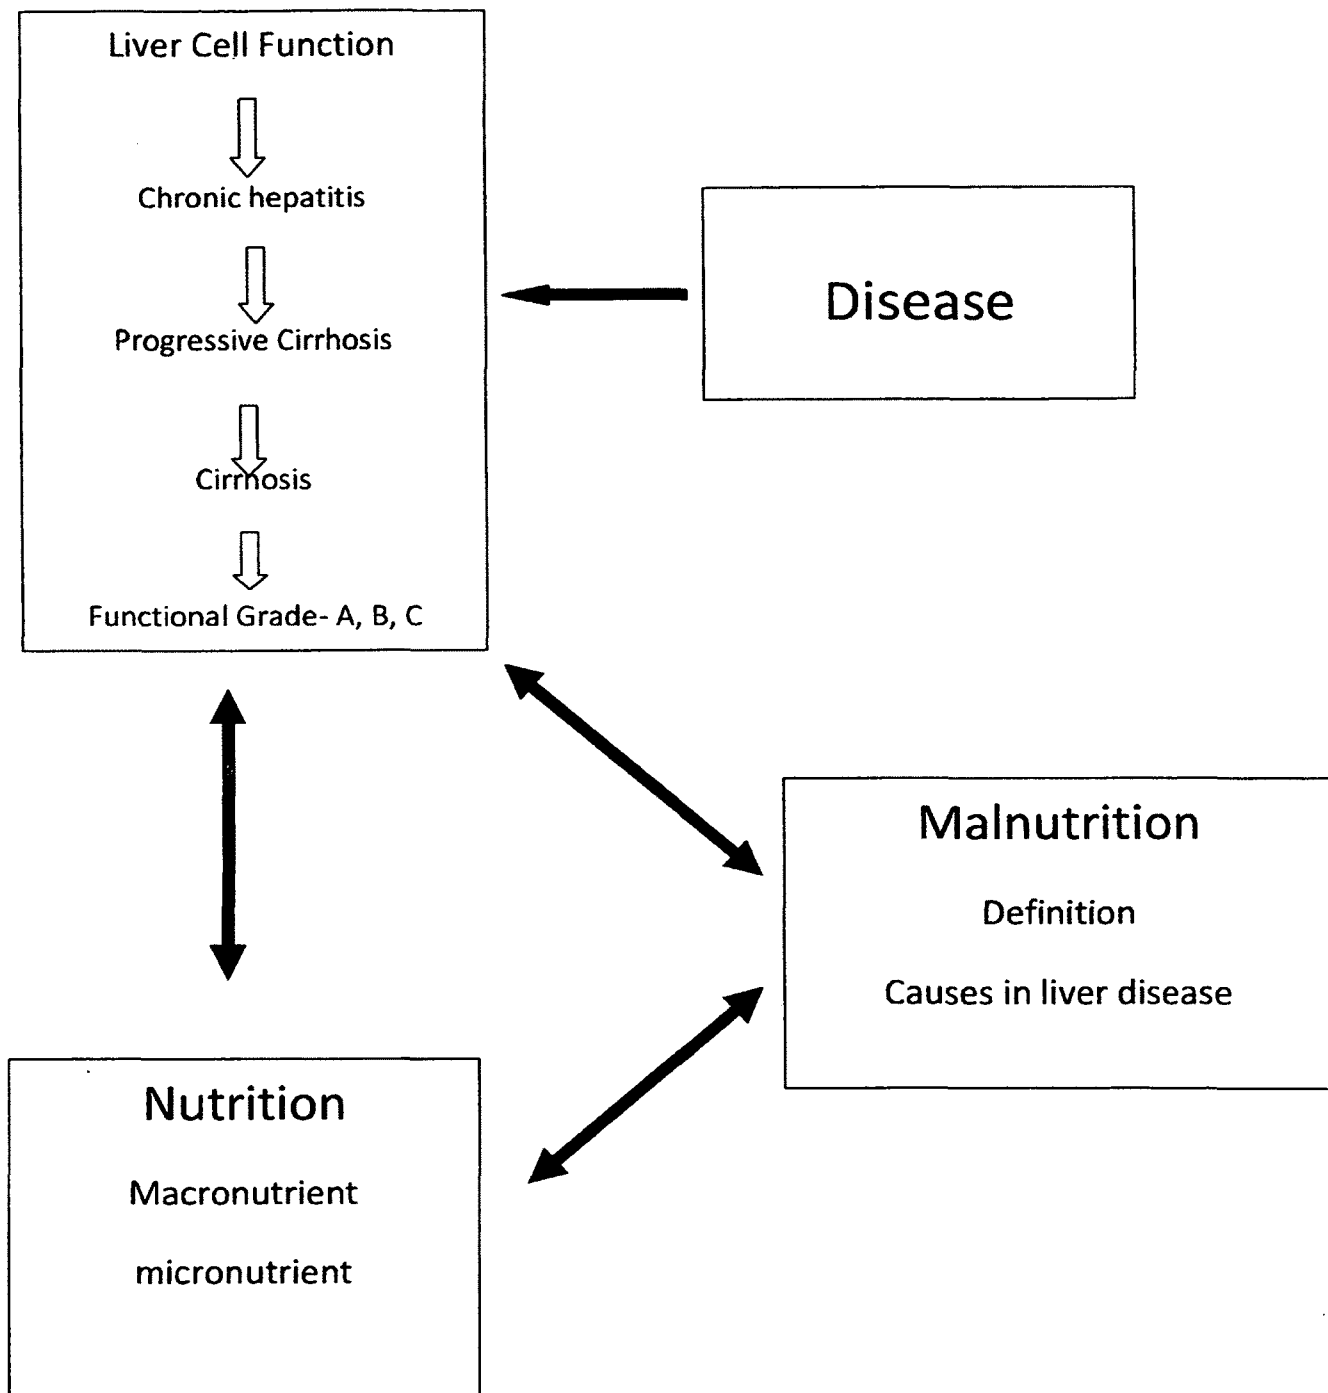 Liver Cell Function
Chronic hepatitis
Progressive Cirrhosis
Cirrhosis
Functional Grade- A, B, C
Disease
Malnutrition
Definition
Causes in liver disease
Nutrition
Macronutrient
micronutrient